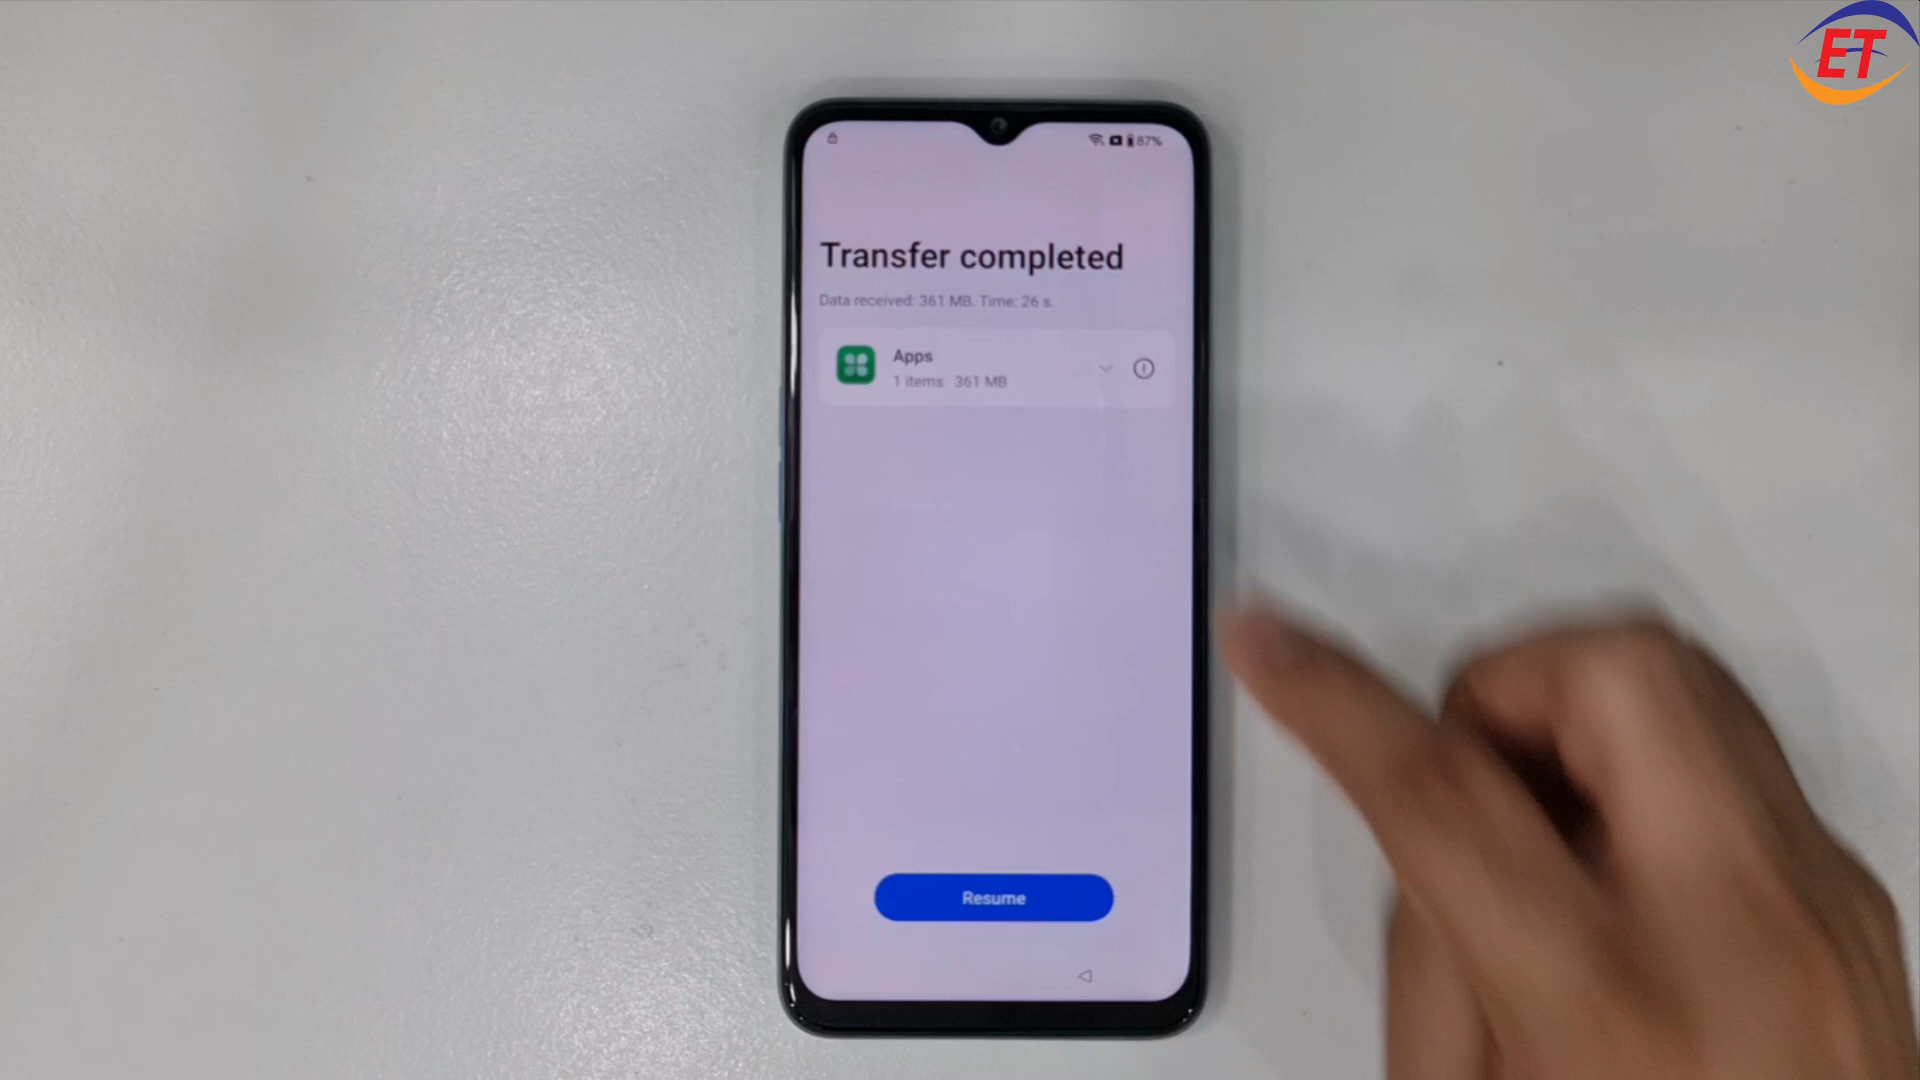 ET
87%
Transfer completed
Data received: 361 MB. Time: 26 s.
Apps
1 items 361 MB
Resume